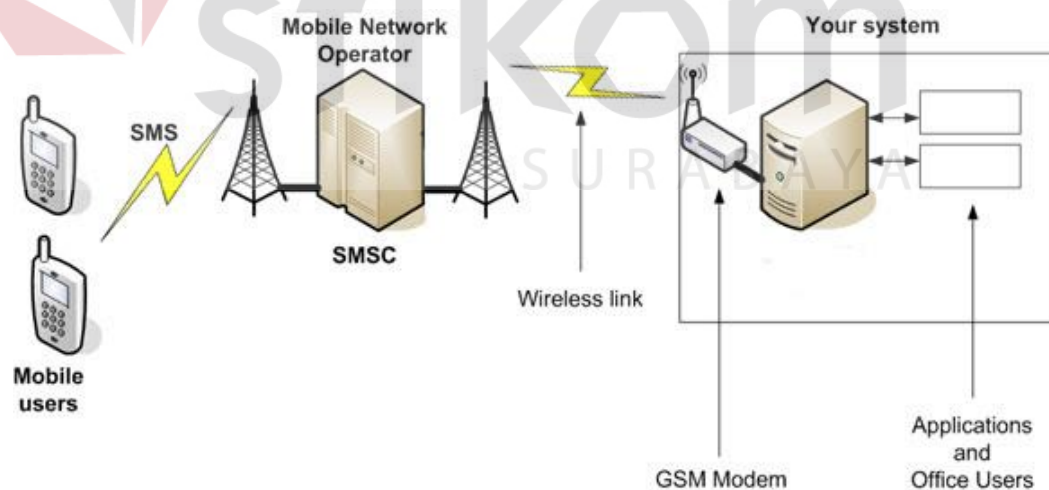 stikom
SURABAYA
Mobile Network
Operator
Your system
SMS
SMSC
Wireless link
Mobile
users
GSM Modem
Applications
and
Office Users